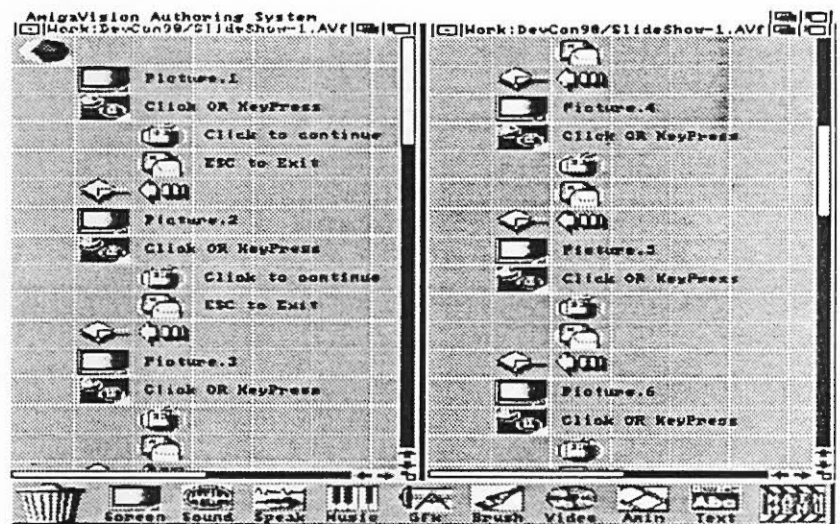 AmigaVision Authoring System
Work:DevCon90/SlideShow-1.AVf
Picture.1
Click OR KeyPress
Click to continue
ESC to Exit
Picture.2
Click OR KeyPress
Click to continue
ESC to Exit
Picture.3
Click OR KeyPress
Work:DevCon90/SlideShow-1.AVf
Picture.4
Click OR KeyPress
Picture.5
Click OR KeyPress
Picture.6
Click OR KeyPress
Screen Sound Speak Music Gfx Brush Video Anim Text